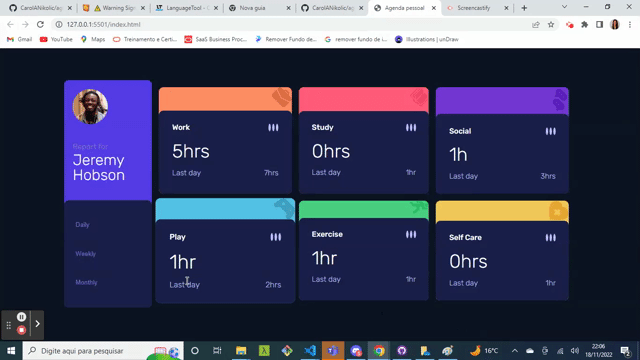 CarolANikolic/ag
Warning Sign
LanguageTool -
Nova guia
CarolANikolic/ag
Agenda pessoal
Screencastify
127.0.0.1:5501/index.html
Gmail
YouTube
Maps
Treinamento e Certi...
SaaS Business Proc...
Remover Fundo de...
remover fundo de i...
Illustrations | unDraw
Report for
Jeremy
Hobson
Daily
Weekly
Monthly
Work
5hrs
Last day 7hrs
Study
0hrs
Last day 1hr
Social
1h
Last day 3hrs
Play
1hr
Last day 2hrs
Exercise
1hr
Last day 1hr
Self Care
0hrs
Last day 1hr
Digite aqui para pesquisar
16°C
22:06
18/11/2022